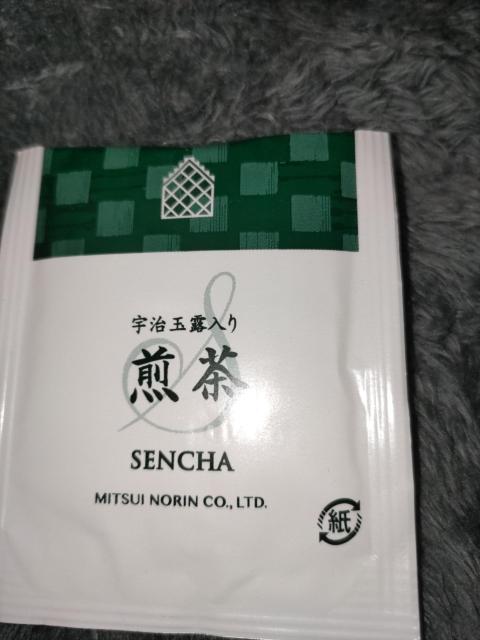 宇治玉露入り
煎茶
SENCHA
MITSUI NORIN CO., LTD.
紙